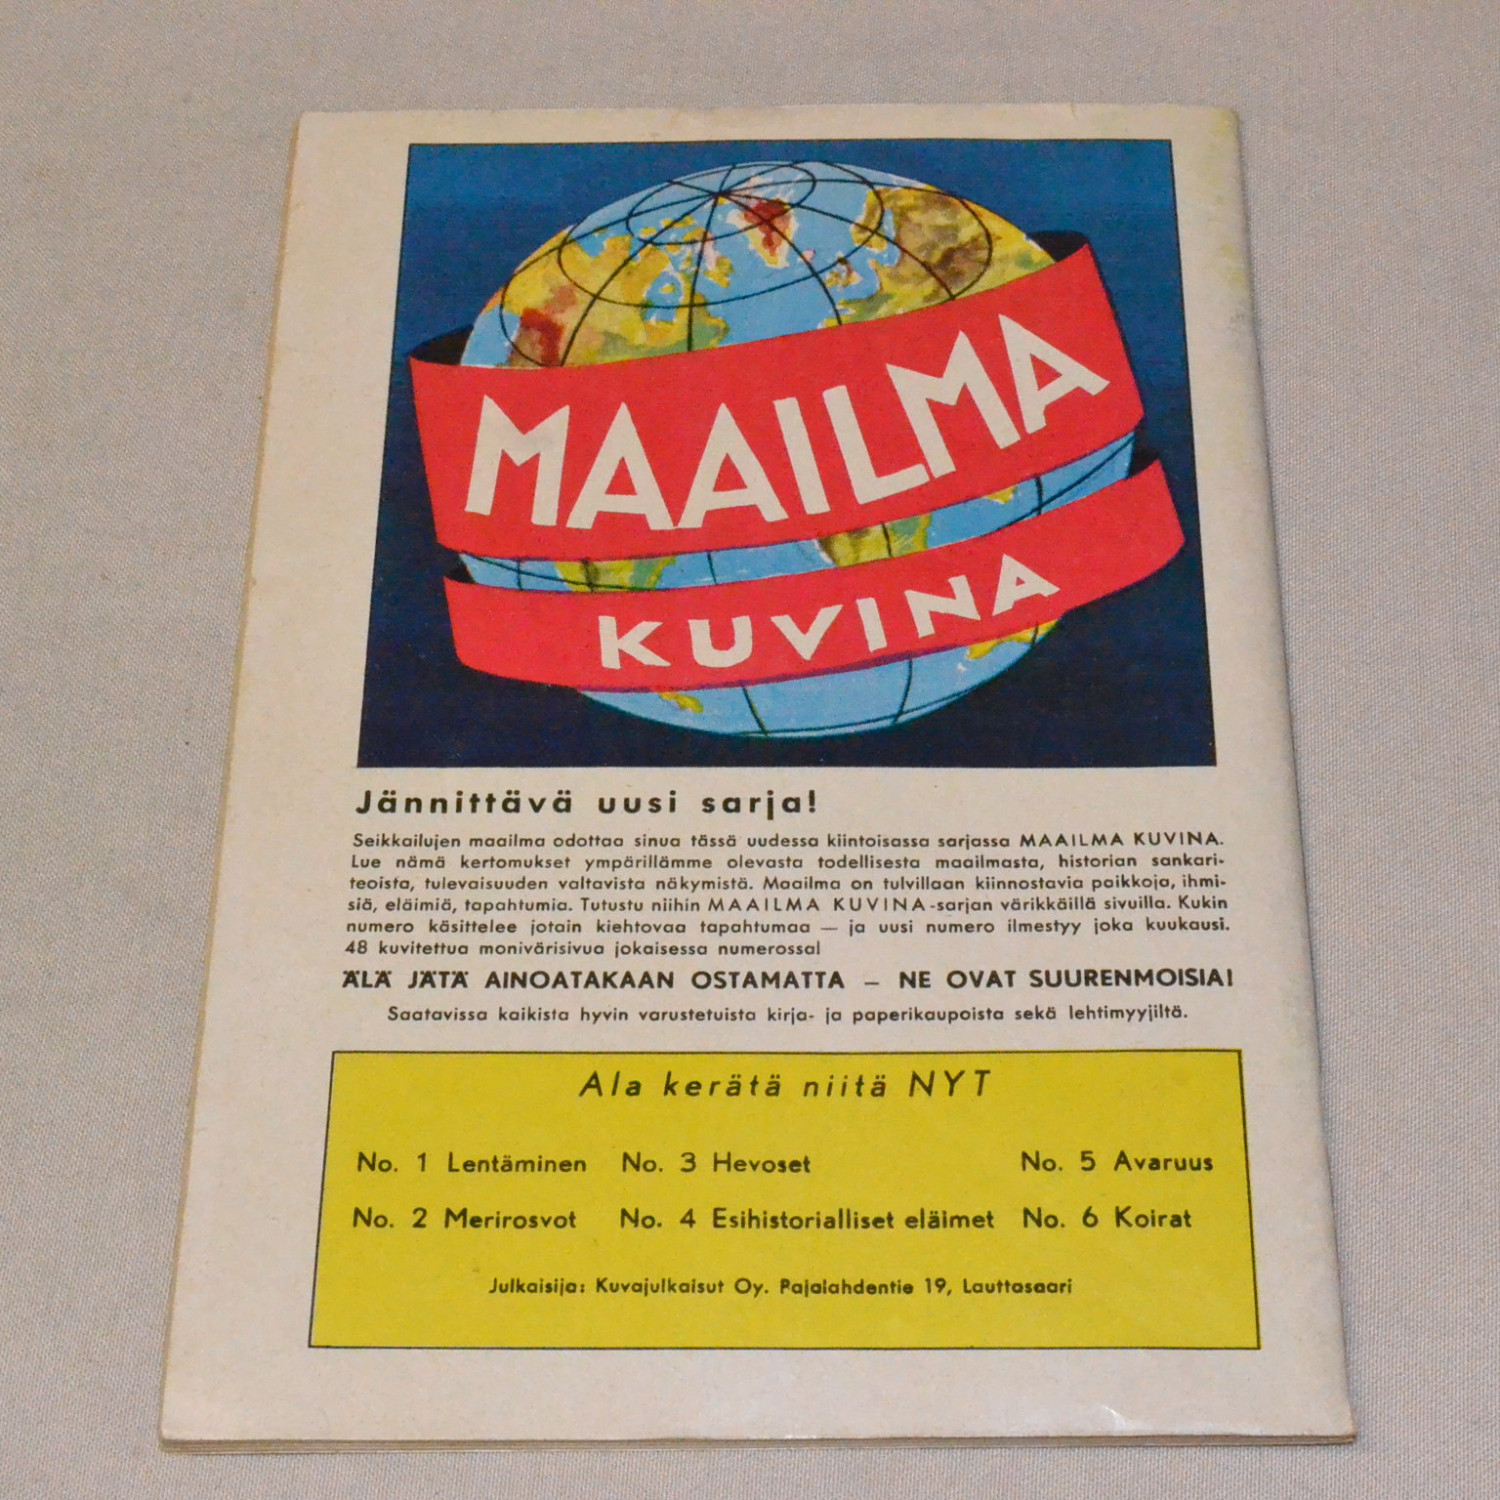 MAAILMA
KUVINA
Jännittävä uusi sarja!
Seikkailujen maailma odottaa sinua tässä uudessa kiintoisassa sarjassa MAAILMA KUVINA.
Lue nämä kertomukset ympärillämme olevasta todellisesta maailmasta, historian sankari-
teoista, tulevaisuuden valtavista näkymistä. Maailma on tulvillaan kiinnostavia paikkoja, ihmi-
siä, eläimiä, tapahtumia. Tutustu niihin MAAILMA KUVINA-sarjan värikkäillä sivuilla. Kukin
numero käsittelee jotain kiehtovaa tapahtumaa — ja uusi numero ilmestyy joka kuukausi.
48 kuvitettua monivärisivua jokaisessa numerossa!
ÄLÄ JÄTÄ AINOATAKAAN OSTAMATTA — NE OVAT SUURENMOISIA!
Saatavissa kaikista hyvin varustetuista kirja- ja paperikaupoista sekä lehtimyyjiltä.
Ala kerätä niitä NYT
No. 1 Lentäminen No. 3 Hevoset No. 5 Avaruus
No. 2 Merirosvot No. 4 Esihistorialliset eläimet No. 6 Koirat
Julkaisija: Kuvajulkaisut Oy. Pajalahdentie 19, Lauttasaari